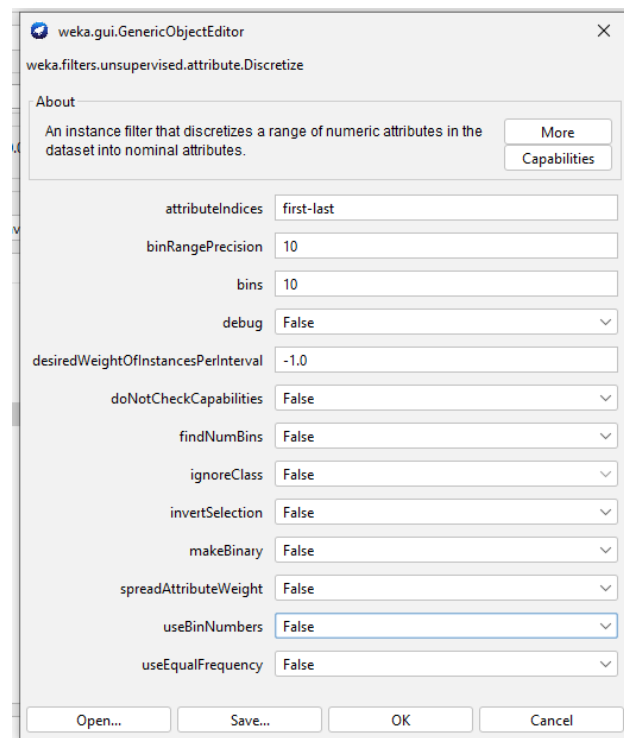 weka.gui.GenericObjectEditor
weka.filters.unsupervised.attribute.Discretize
About
An instance filter that discretizes a range of numeric attributes in the
dataset into nominal attributes.
More
Capabilities
attributeIndices first-last
binRangePrecision 10
bins 10
debug False
desiredWeightOfInstancesPerInterval -1.0
doNotCheckCapabilities False
findNumBins False
ignoreClass False
invertSelection False
makeBinary False
spreadAttributeWeight False
useBinNumbers False
useEqualFrequency False
Open... Save... OK Cancel